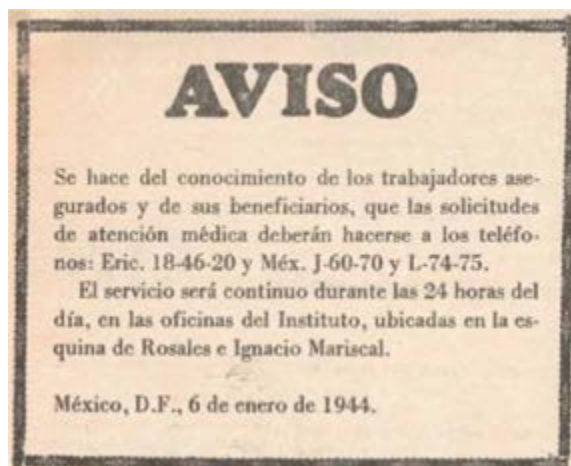 AVISO
Se hace del conocimiento de los trabajadores ase-
gurados y de sus beneficiarios, que las solicitudes
de atención médica deberán hacerse a los teléfo-
nos: Eric. 18-46-20 y Méx. J-60-70 y L-74-75.
El servicio será continuo durante las 24 horas del
día, en las oficinas del Instituto, ubicadas en la es-
quina de Rosales e Ignacio Mariscal.
México, D.F., 6 de enero de 1944.